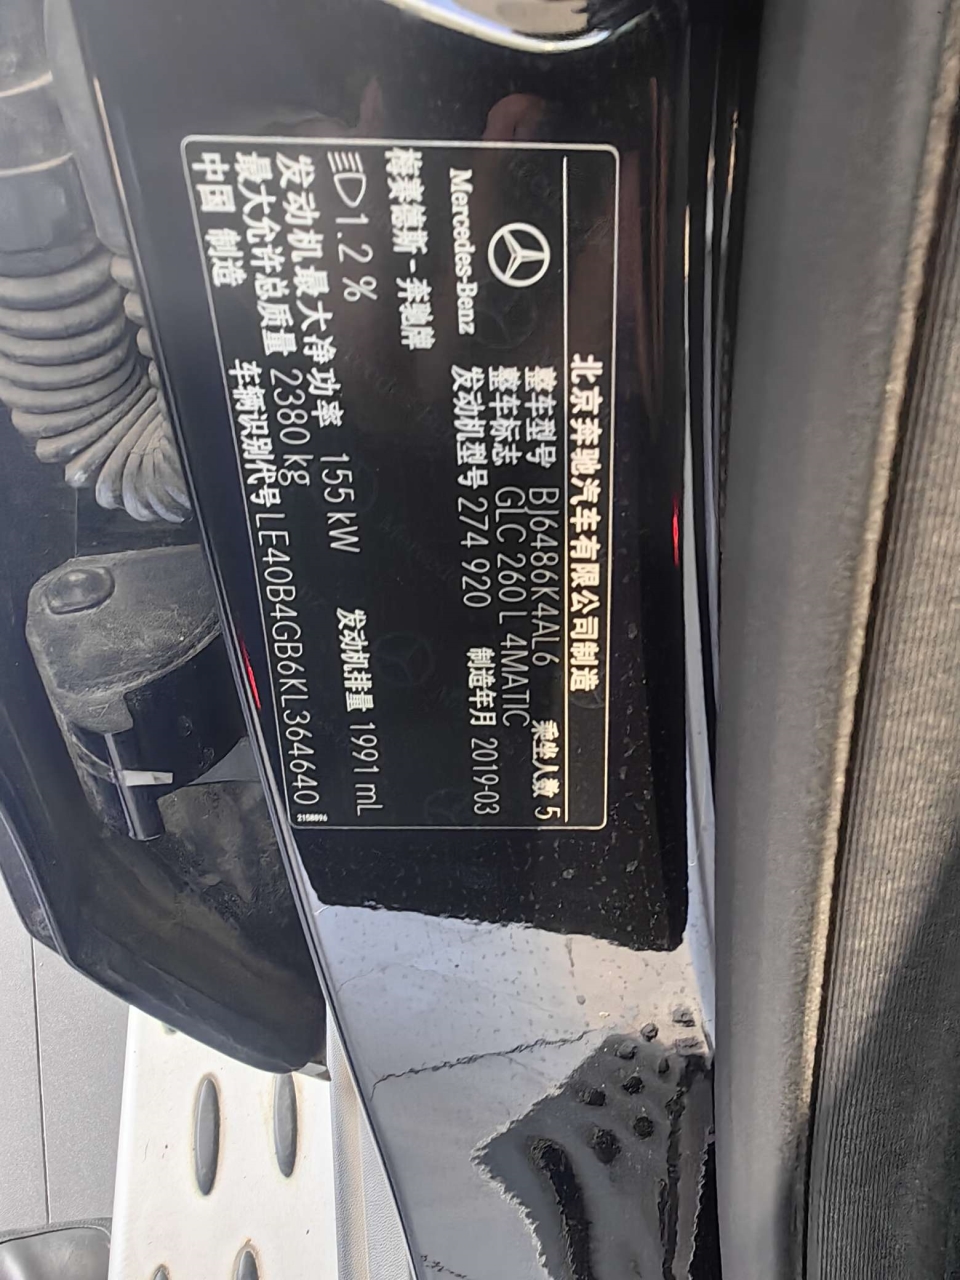 北京奔驰汽车有限公司制造
Mercedes-Benz
整车型号 BJ6486K4AL6 乘坐人数 5
整车标志 GLC 260 L 4MATIC
发动机型号 274 920 制造年月 2019-03
梅赛德斯-奔驰牌
1.2 %
发动机最大净功率 155 kW 发动机排量 1991 mL
最大允许总质量 2380 kg
中国 制造 车辆识别代号 LE40B4GB6KL364640
2158896